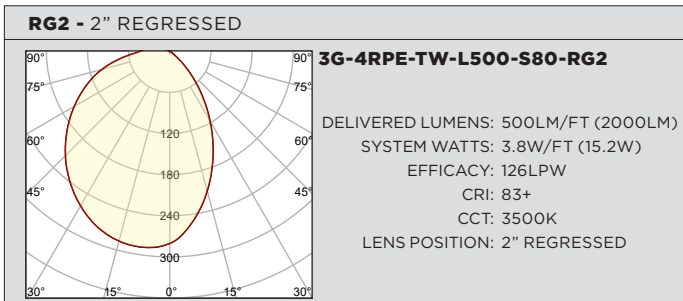 RG2 - 2” REGRESSED
3G-4RPE-TW-L500-S80-RG2
90° 90°
75° 75°
DELIVERED LUMENS: 500LM/FT (2000LM)
120
SYSTEM WATTS: 3.8W/FT (15.2W)
60° 60°
EFFICACY: 126LPW
180
CRI: 83+
45° 45°
CCT: 3500K
240
LENS POSITION: 2” REGRESSED
300
30° 15° 0° 15° 30°